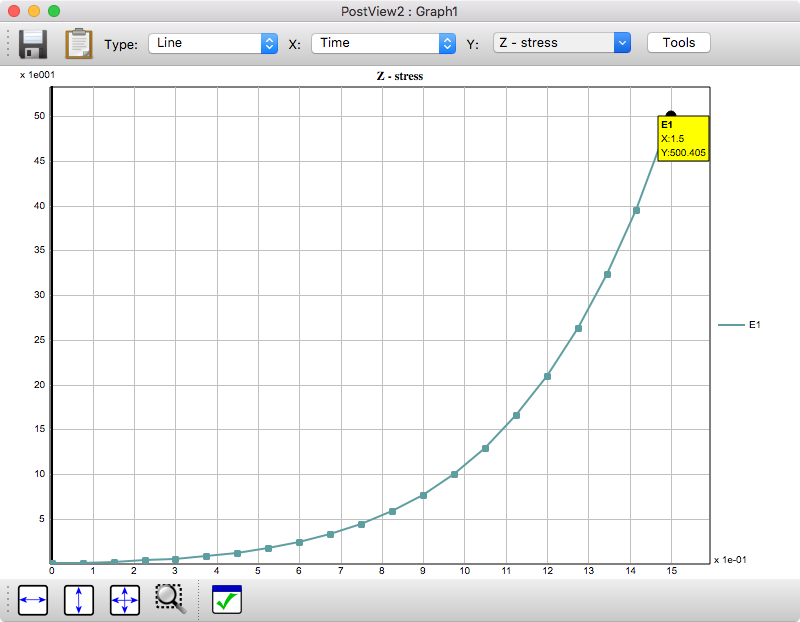 PostView2 : Graph1
Type: Line X: Time Y: Z - stress Tools
x 1e001
Z - stress
50
45
40
35
30
25
20
15
10
5
E1
X:1.5
Y:500.405
E1
x 1e-01
0 1 2 3 4 5 6 7 8 9 10 11 12 13 14 15